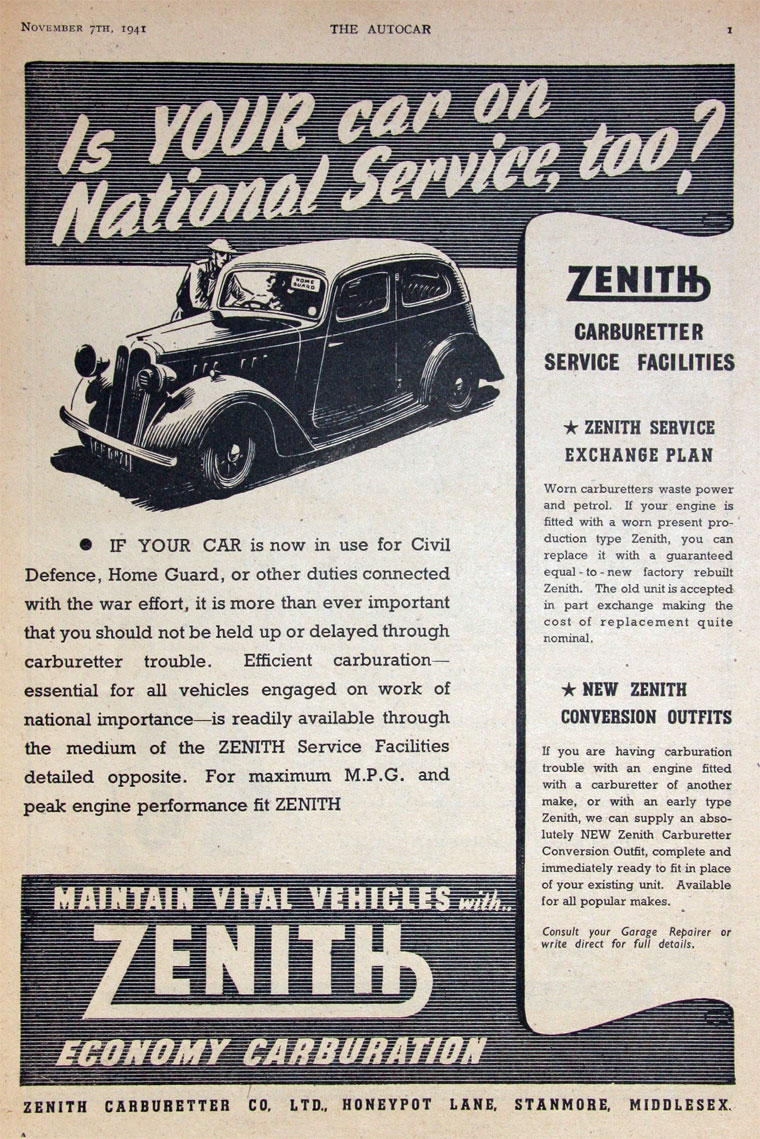 NOVEMBER 7TH, 1941 THE AUTOCAR 1
Is YOUR car on
National Service, too?
HOME
GUARD
● IF YOUR CAR is now in use for Civil
Defence, Home Guard, or other duties connected
with the war effort, it is more than ever important
that you should not be held up or delayed through
carburetter trouble. Efficient carburation—
essential for all vehicles engaged on work of
national importance—is readily available through
the medium of the ZENITH Service Facilities
detailed opposite. For maximum M.P.G. and
peak engine performance fit ZENITH
ZENITH
CARBURETTER
SERVICE FACILITIES
★ ZENITH SERVICE
EXCHANGE PLAN
Worn carburetters waste power
and petrol. If your engine is
fitted with a worn present pro-
duction type Zenith, you can
replace it with a guaranteed
equal-to-new factory rebuilt
Zenith. The old unit is accepted
in part exchange making the
cost of replacement quite
nominal.
★ NEW ZENITH
CONVERSION OUTFITS
If you are having carburation
trouble with an engine fitted
with a carburetter of another
make, or with an early type
Zenith, we can supply an abso-
lutely NEW Zenith Carburetter
Conversion Outfit, complete and
immediately ready to fit in place
of your existing unit. Available
for all popular makes.
Consult your Garage Repairer or
write direct for full details.
MAINTAIN VITAL VEHICLES with..
ZENITH
ECONOMY CARBURATION
ZENITH CARBURETTER CO. LTD., HONEYPOT LANE, STANMORE, MIDDLESEX.
A